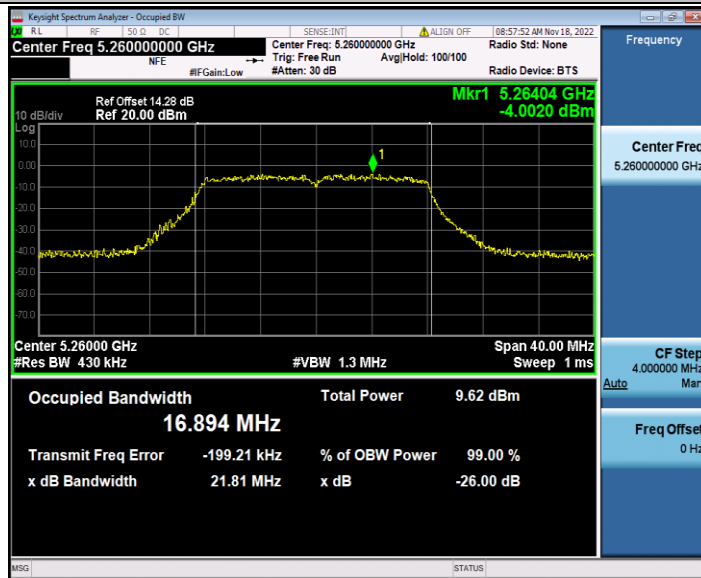 Keysight Spectrum Analyzer - Occupied BW
RL RF 50 Ω DC SENSE:INT ALIGN OFF 08:57:52 AM Nov 18, 2022
Center Freq 5.260000000 GHz
NFE
#IFGain:Low
Center Freq: 5.260000000 GHz
Trig: Free Run Avg|Hold: 100/100
#Atten: 30 dB
Radio Std: None
Radio Device: BTS
Ref Offset 14.28 dB
10 dB/div Ref 20.00 dBm
Mkr1 5.26404 GHz
-4.0020 dBm
Log
10.0
0.00
-10.0
-20.0
-30.0
-40.0
-50.0
-60.0
-70.0
1
Center 5.26000 GHz Span 40.00 MHz
#Res BW 430 kHz #VBW 1.3 MHz Sweep 1 ms
Occupied Bandwidth Total Power 9.62 dBm
16.894 MHz
Transmit Freq Error -199.21 kHz % of OBW Power 99.00 %
x dB Bandwidth 21.81 MHz x dB -26.00 dB
MSG STATUS
Frequency
Center Freq
5.260000000 GHz
CF Step
4.000000 MHz
Auto Man
Freq Offset
0 Hz